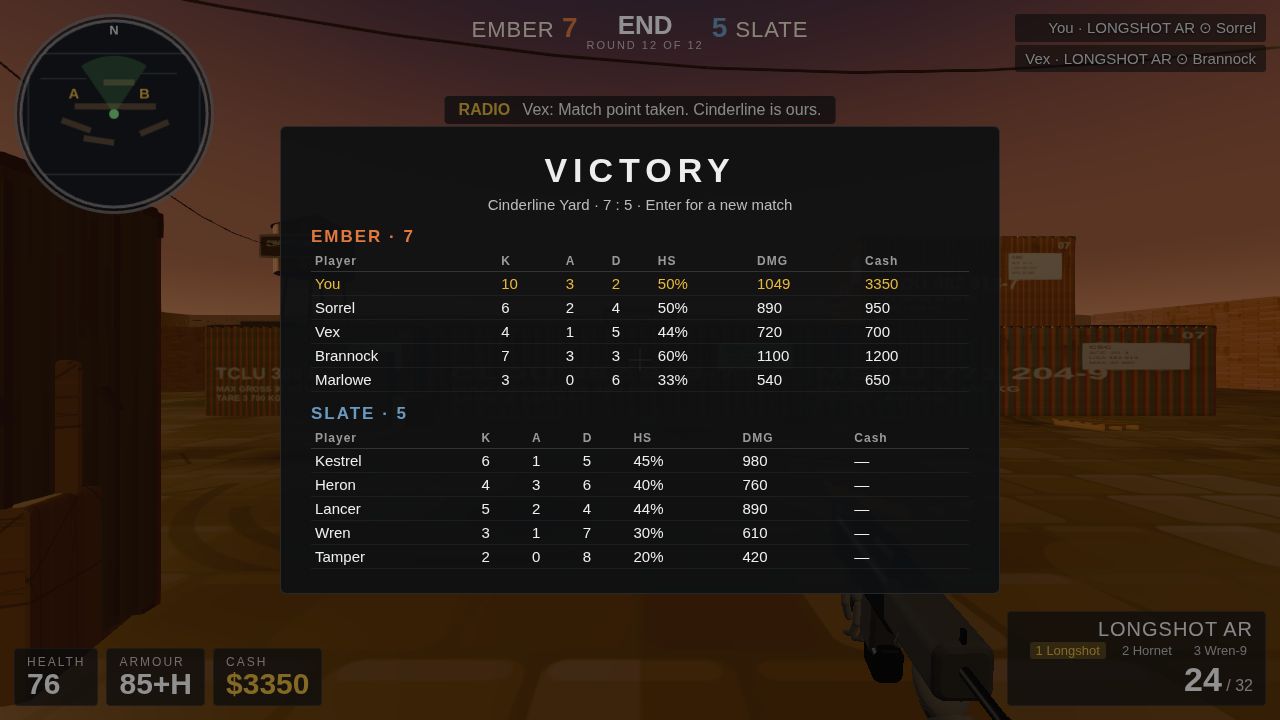 EMBER 7 END 5 SLATE
ROUND 12 OF 12
You · LONGSHOT AR ⊙ Sorrel
Vex · LONGSHOT AR ⊙ Brannock
N
A B
RADIO Vex: Match point taken. Cinderline is ours.
VICTORY
Cinderline Yard · 7 : 5 · Enter for a new match
EMBER · 7
Player K A D HS DMG Cash
You 10 3 2 50% 1049 3350
Sorrel 6 2 4 50% 890 950
Vex 4 1 5 44% 720 700
Brannock 7 3 3 60% 1100 1200
Marlowe 3 0 6 33% 540 650
SLATE · 5
Player K A D HS DMG Cash
Kestrel 6 1 5 45% 980 —
Heron 4 3 6 40% 760 —
Lancer 5 2 4 44% 890 —
Wren 3 1 7 30% 610 —
Tamper 2 0 8 20% 420 —
07
07
TCLU 3
204-9
MAX GROSS
TARE 3 700 KG
HEALTH
76
ARMOUR
85+H
CASH
$3350
LONGSHOT AR
1 Longshot 2 Hornet 3 Wren-9
24 / 32